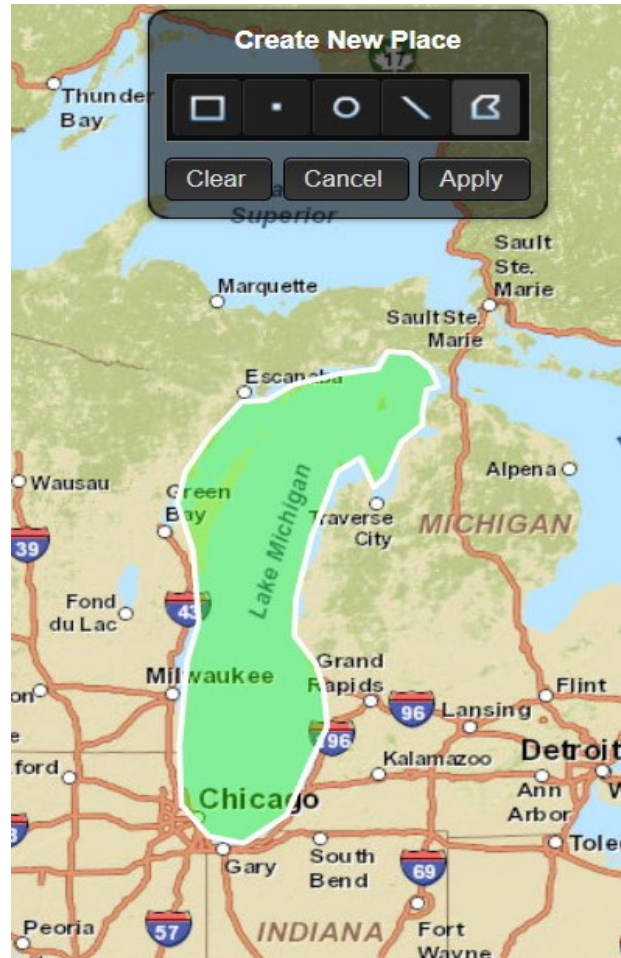 Create New Place
17
Thunder
Bay
Clear
Cancel
Apply
Superior
Sault
Ste.
Marie
Marquette
Sault Ste.
Marie
Escanaba
Wausau
Green
Bay
Lake Michigan
Alpena
Traverse
City
MICHIGAN
39
43
Fond
du Lac
Milwaukee
Grand
Rapids
Flint
96
Lansing
196
Kalamazoo
Detroit
Ann
Arbor
Chicago
Gary
South
Bend
69
Peoria
57
INDIANA
Fort
Wayne